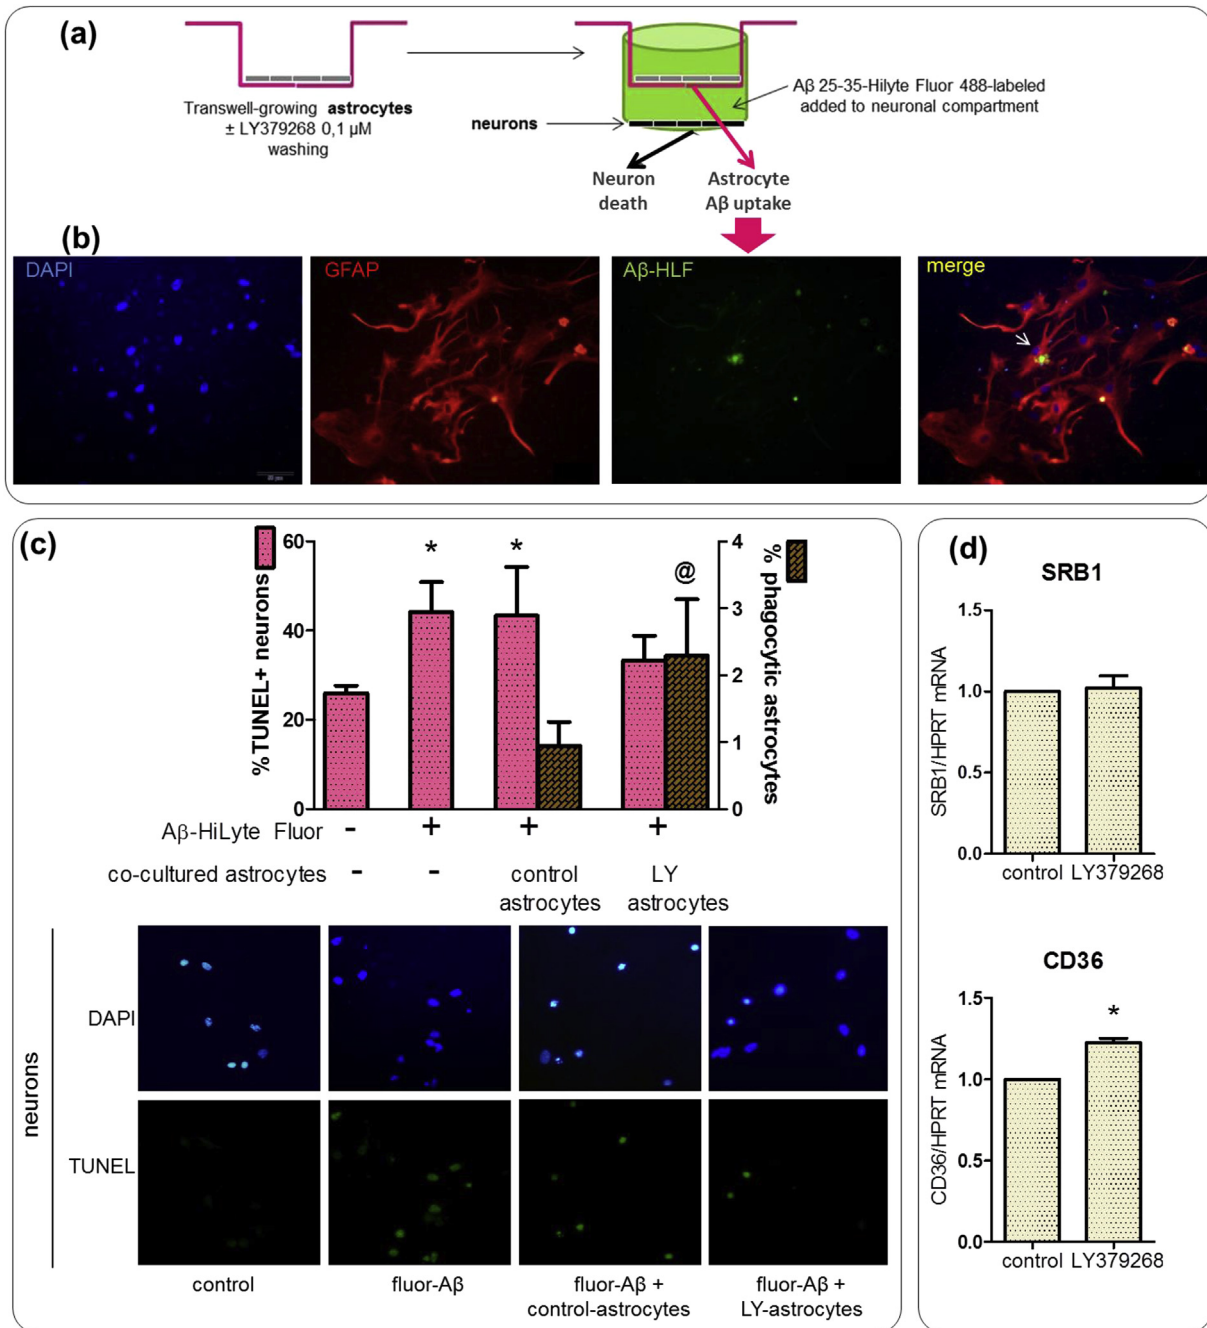 (a)
Transwell-growing astrocytes
± LY379268 0,1 µM
washing
neurons
Aβ 25-35-Hilyte Fluor 488-labeled
added to neuronal compartment
Neuron
death
Astrocyte
Aβ uptake
(b)
DAPI
GFAP
Aβ-HLF
merge
(c)
% TUNEL+ neurons
60
40
20
0
* * @
4
3
2
1
0
% phagocytic astrocytes
Aβ-HiLyte Fluor - + + +
co-cultured astrocytes - - control astrocytes LY astrocytes
neurons
DAPI
TUNEL
control
fluor-Aβ
fluor-Aβ +
control-astrocytes
fluor-Aβ +
LY-astrocytes
(d)
SRB1
SRB1/HPRT mRNA
1.5
1.0
0.5
0.0
control LY379268
CD36
CD36/HPRT mRNA
1.5
1.0
0.5
0.0
*
control LY379268